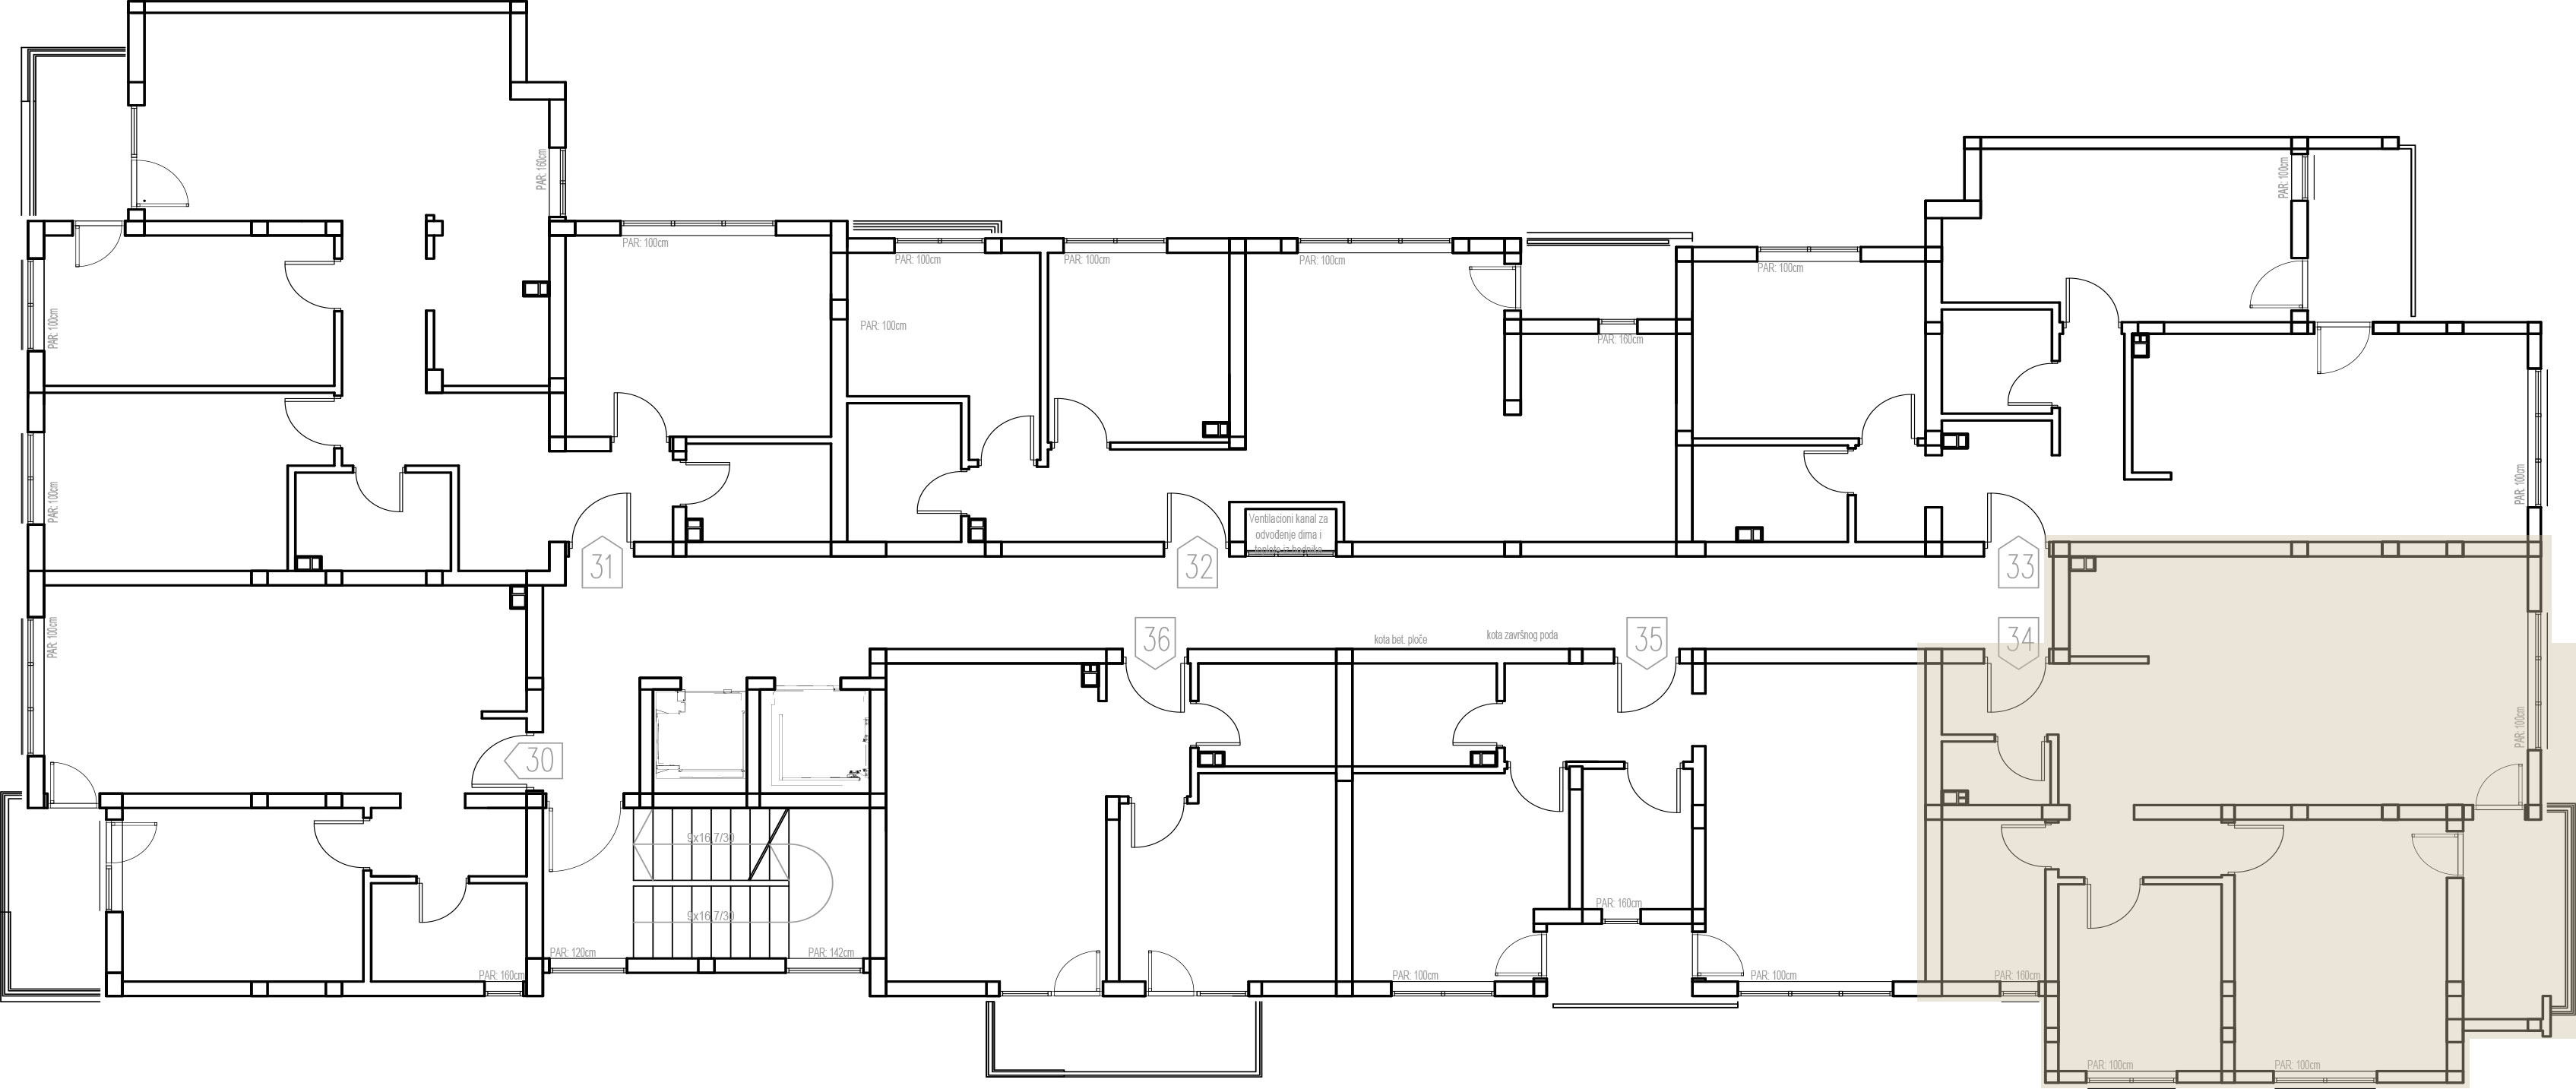 PAR: 160cm
PAR: 100cm
PAR: 100cm
PAR: 100cm
PAR: 100cm
PAR: 100cm
PAR: 100cm
PAR: 100cm
PAR: 160cm
PAR: 100cm
PAR: 100cm
PAR: 100cm
PAR: 100cm
Ventilacioni kanal za
odvođenje dima i
toplote iz hodnika
31
32
33
PAR: 100cm
36
kota bet. ploče
kota završnog poda
35
34
30
PAR: 100cm
9x16,7/30
9x16,7/30
PAR: 160cm
PAR: 120cm
PAR: 142cm
PAR: 160cm
PAR: 100cm
PAR: 100cm
PAR: 160cm
PAR: 100cm
PAR: 100cm